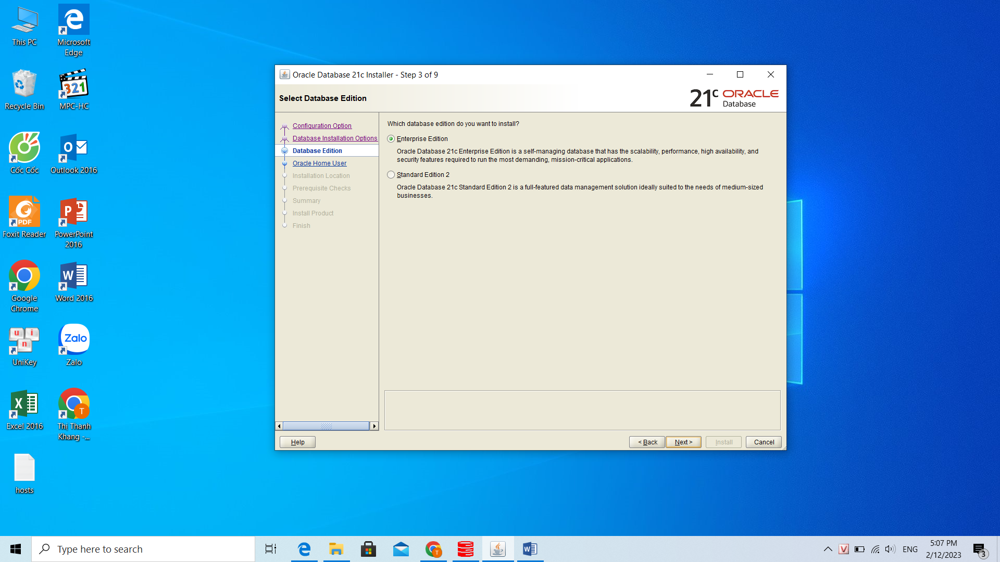 This PC
Microsoft
Edge
Recycle Bin
321
MPC-HC
Cốc Cốc
Outlook 2016
PDF
Foxit Reader
PowerPoint
2016
Google
Chrome
Word 2016
u i
n
UniKey
Zalo
Zalo
Excel 2016
T
Thị Thanh
Khang -...
hosts
Oracle Database 21c Installer - Step 3 of 9
Select Database Edition
21c ORACLE
Database
Configuration Option
Database Installation Options
Database Edition
Oracle Home User
Installation Location
Prerequisite Checks
Summary
Install Product
Finish
Which database edition do you want to install?
Enterprise Edition
Oracle Database 21c Enterprise Edition is a self-managing database that has the scalability, performance, high availability, and
security features required to run the most demanding, mission-critical applications.
Standard Edition 2
Oracle Database 21c Standard Edition 2 is a full-featured data management solution ideally suited to the needs of medium-sized
businesses.
Help
< Back
Next >
Install
Cancel
Type here to search
T
ENG
5:07 PM
2/12/2023
3